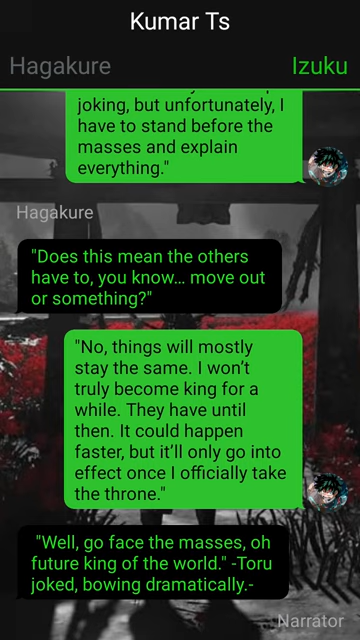 Kumar Ts
Hagakure
Izuku
joking, but unfortunately, I
have to stand before the
masses and explain
everything."
Hagakure
"Does this mean the others
have to, you know… move out
or something?"
"No, things will mostly
stay the same. I won't
truly become king for a
while. They have until
then. It could happen
faster, but it'll only go into
effect once I officially take
the throne."
"Well, go face the masses, oh
future king of the world." -Toru
joked, bowing dramatically.-
Narrator